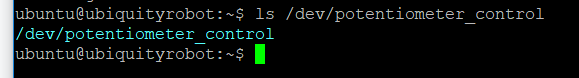 ubuntu@ubiquityrobot:~$ ls /dev/potentiometer_control
/dev/potentiometer_control
ubuntu@ubiquityrobot:~$